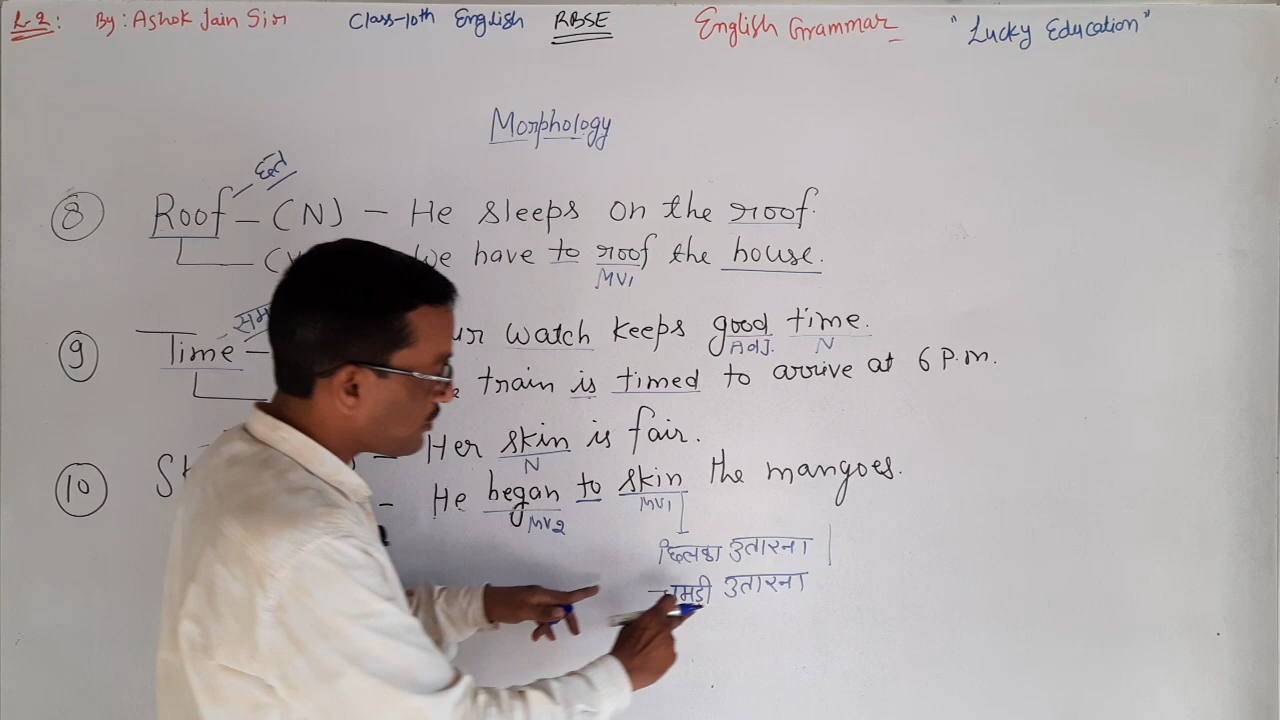 L-2: By: Ashok Jain Sir Class-10th English RBSE English Grammar "Lucky Education"
Morphology
छत
8 Roof - (N) - He sleeps on the roof.
We have to roof the house.
MV1
सम
9 Time - ur watch keeps good time.
Adj. N
train is timed to arrive at 6 P.m.
10 Her skin is fair.
N
- He began to skin the mangoes.
MV2 MV1
छिलका उतारना
चमडी उतारना